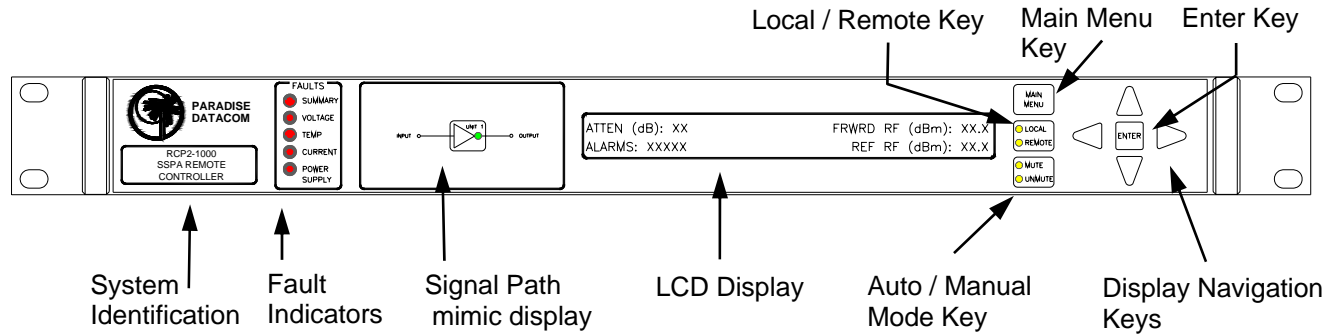 Local / Remote Key
Main Menu
Key
Enter Key
PARADISE
DATACOM
RCP2-1000
SSPA REMOTE
CONTROLLER
FAULTS
SUMMARY
VOLTAGE
TEMP
CURRENT
POWER
SUPPLY
INPUT
UNIT 1
OUTPUT
ATTEN (dB): XX FRWRD RF (dBm): XX.X
ALARMS: XXXXX REF RF (dBm): XX.X
MAIN
MENU
LOCAL
REMOTE
MUTE
UNMUTE
ENTER
System
Identification
Fault
Indicators
Signal Path
mimic display
LCD Display
Auto / Manual
Mode Key
Display Navigation
Keys